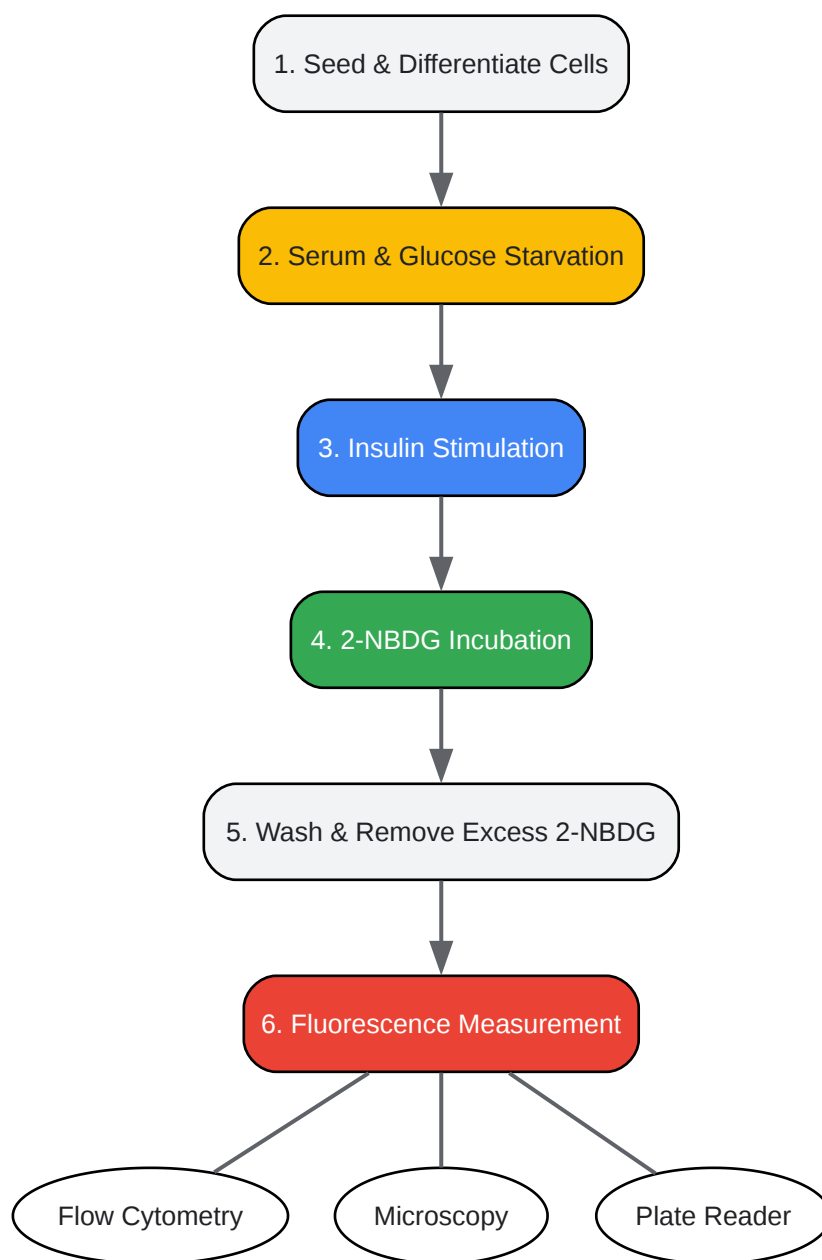 1. Seed & Differentiate Cells
2. Serum & Glucose Starvation
3. Insulin Stimulation
4. 2-NBDG Incubation
5. Wash & Remove Excess 2-NBDG
6. Fluorescence Measurement
Flow Cytometry
Microscopy
Plate Reader